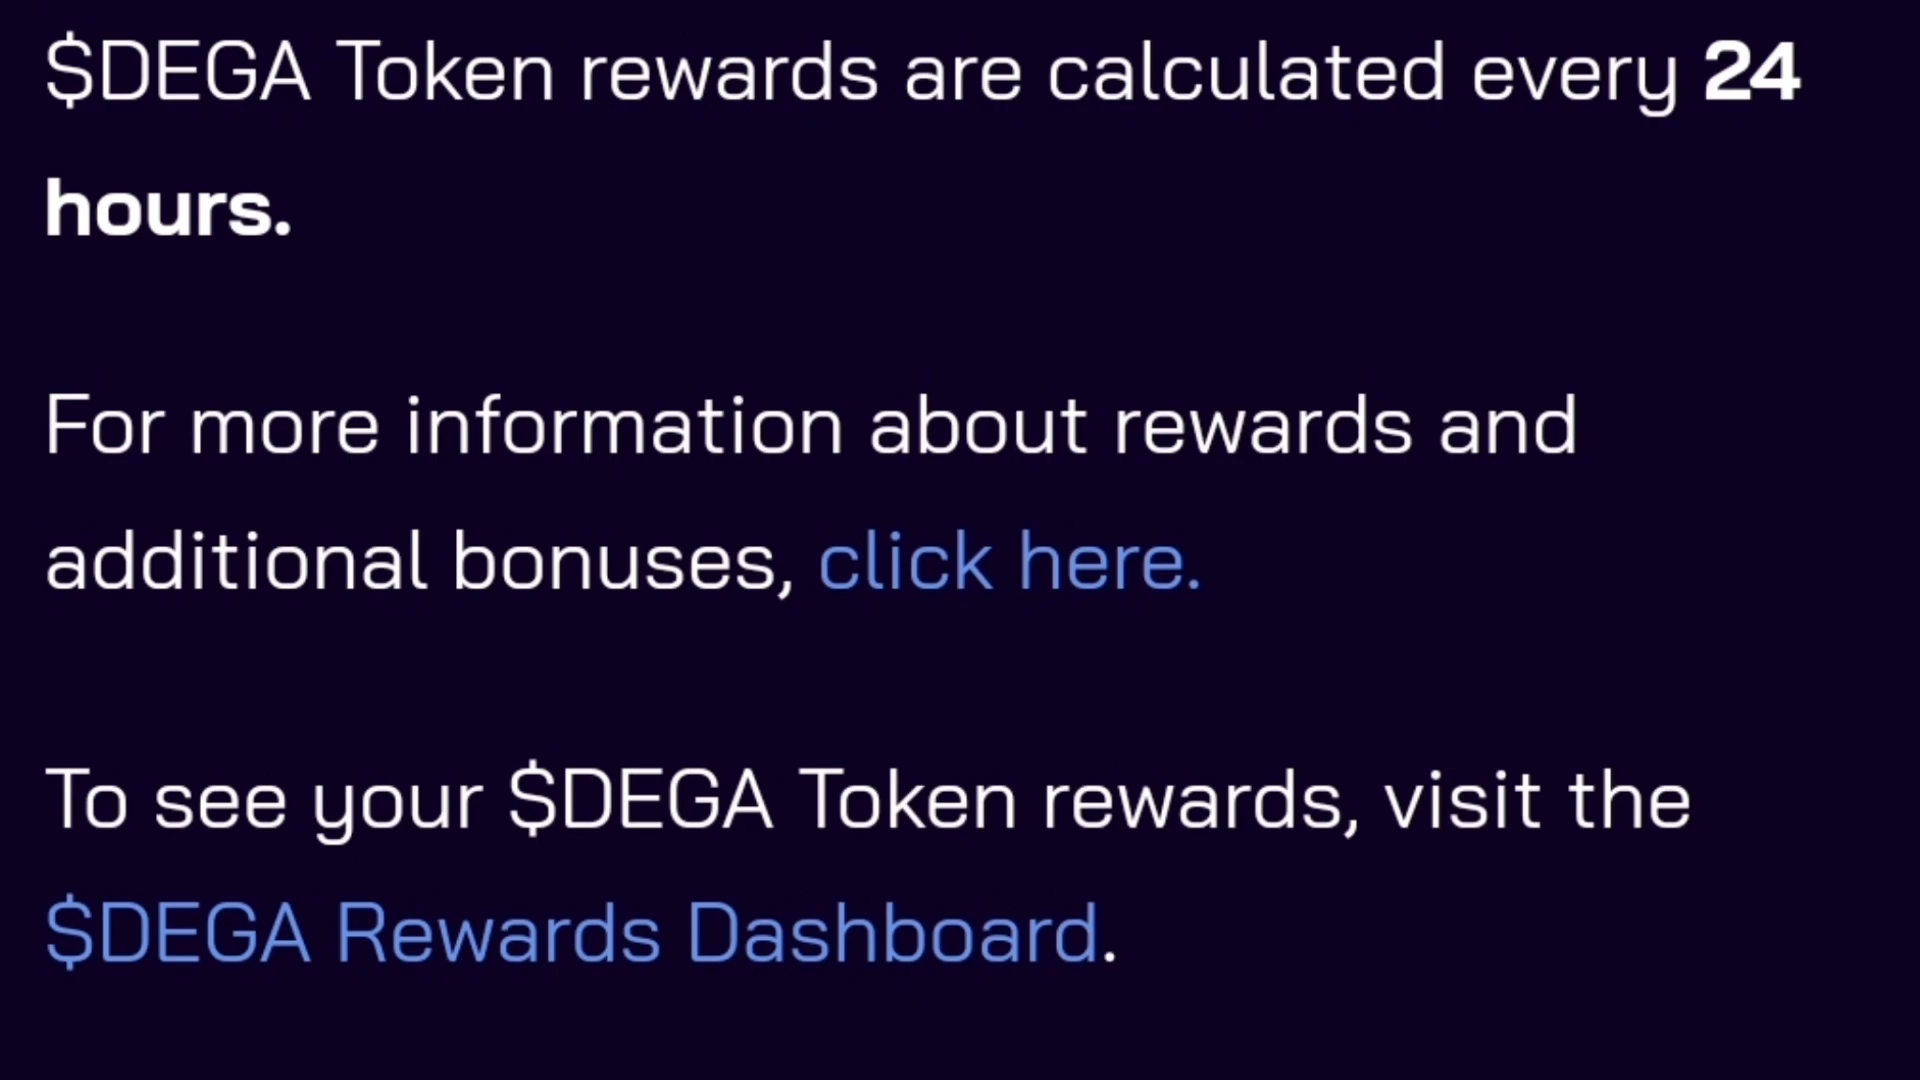 $DEGA Token rewards are calculated every 24
hours.
For more information about rewards and
additional bonuses, click here.
To see your $DEGA Token rewards, visit the
$DEGA Rewards Dashboard.